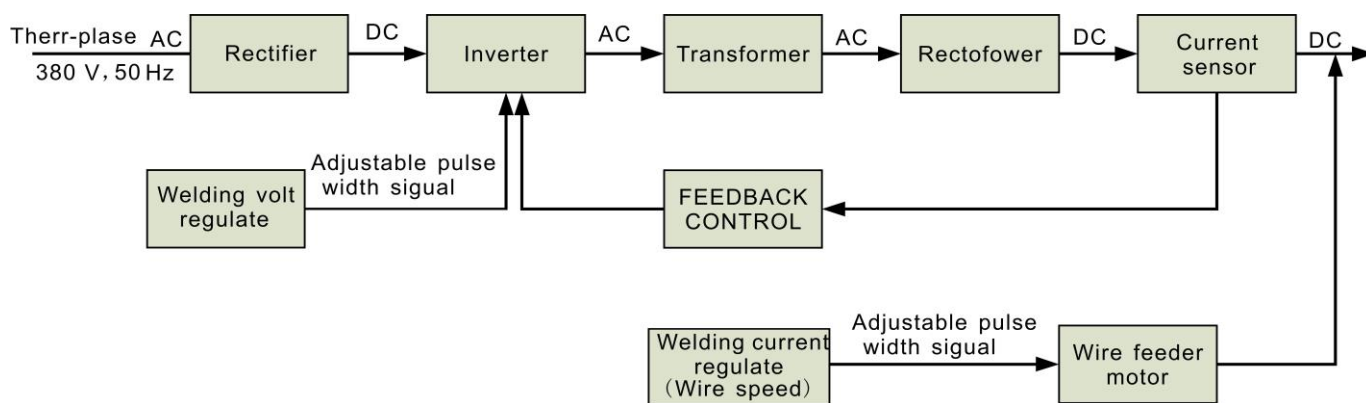 Therr-plase AC
380 V, 50 Hz
Rectifier
DC
Inverter
AC
Transformer
AC
Rectofower
DC
Current
sensor
DC
Welding volt
regulate
Adjustable pulse
width sigual
FEEDBACK
CONTROL
Welding current
regulate
(Wire speed)
Adjustable pulse
width sigual
Wire feeder
motor